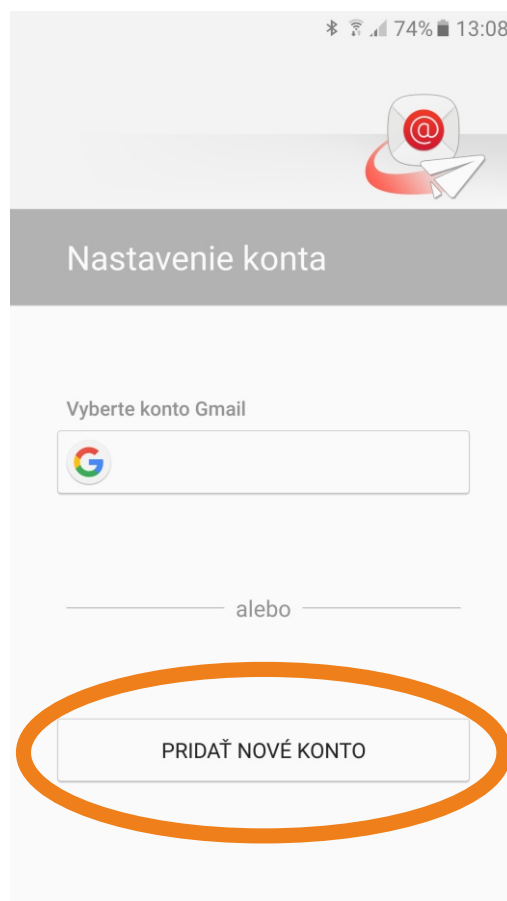 74% 13:08
@
Nastavenie konta
Vyberte konto Gmail
G
alebo
PRIDAŤ NOVÉ KONTO